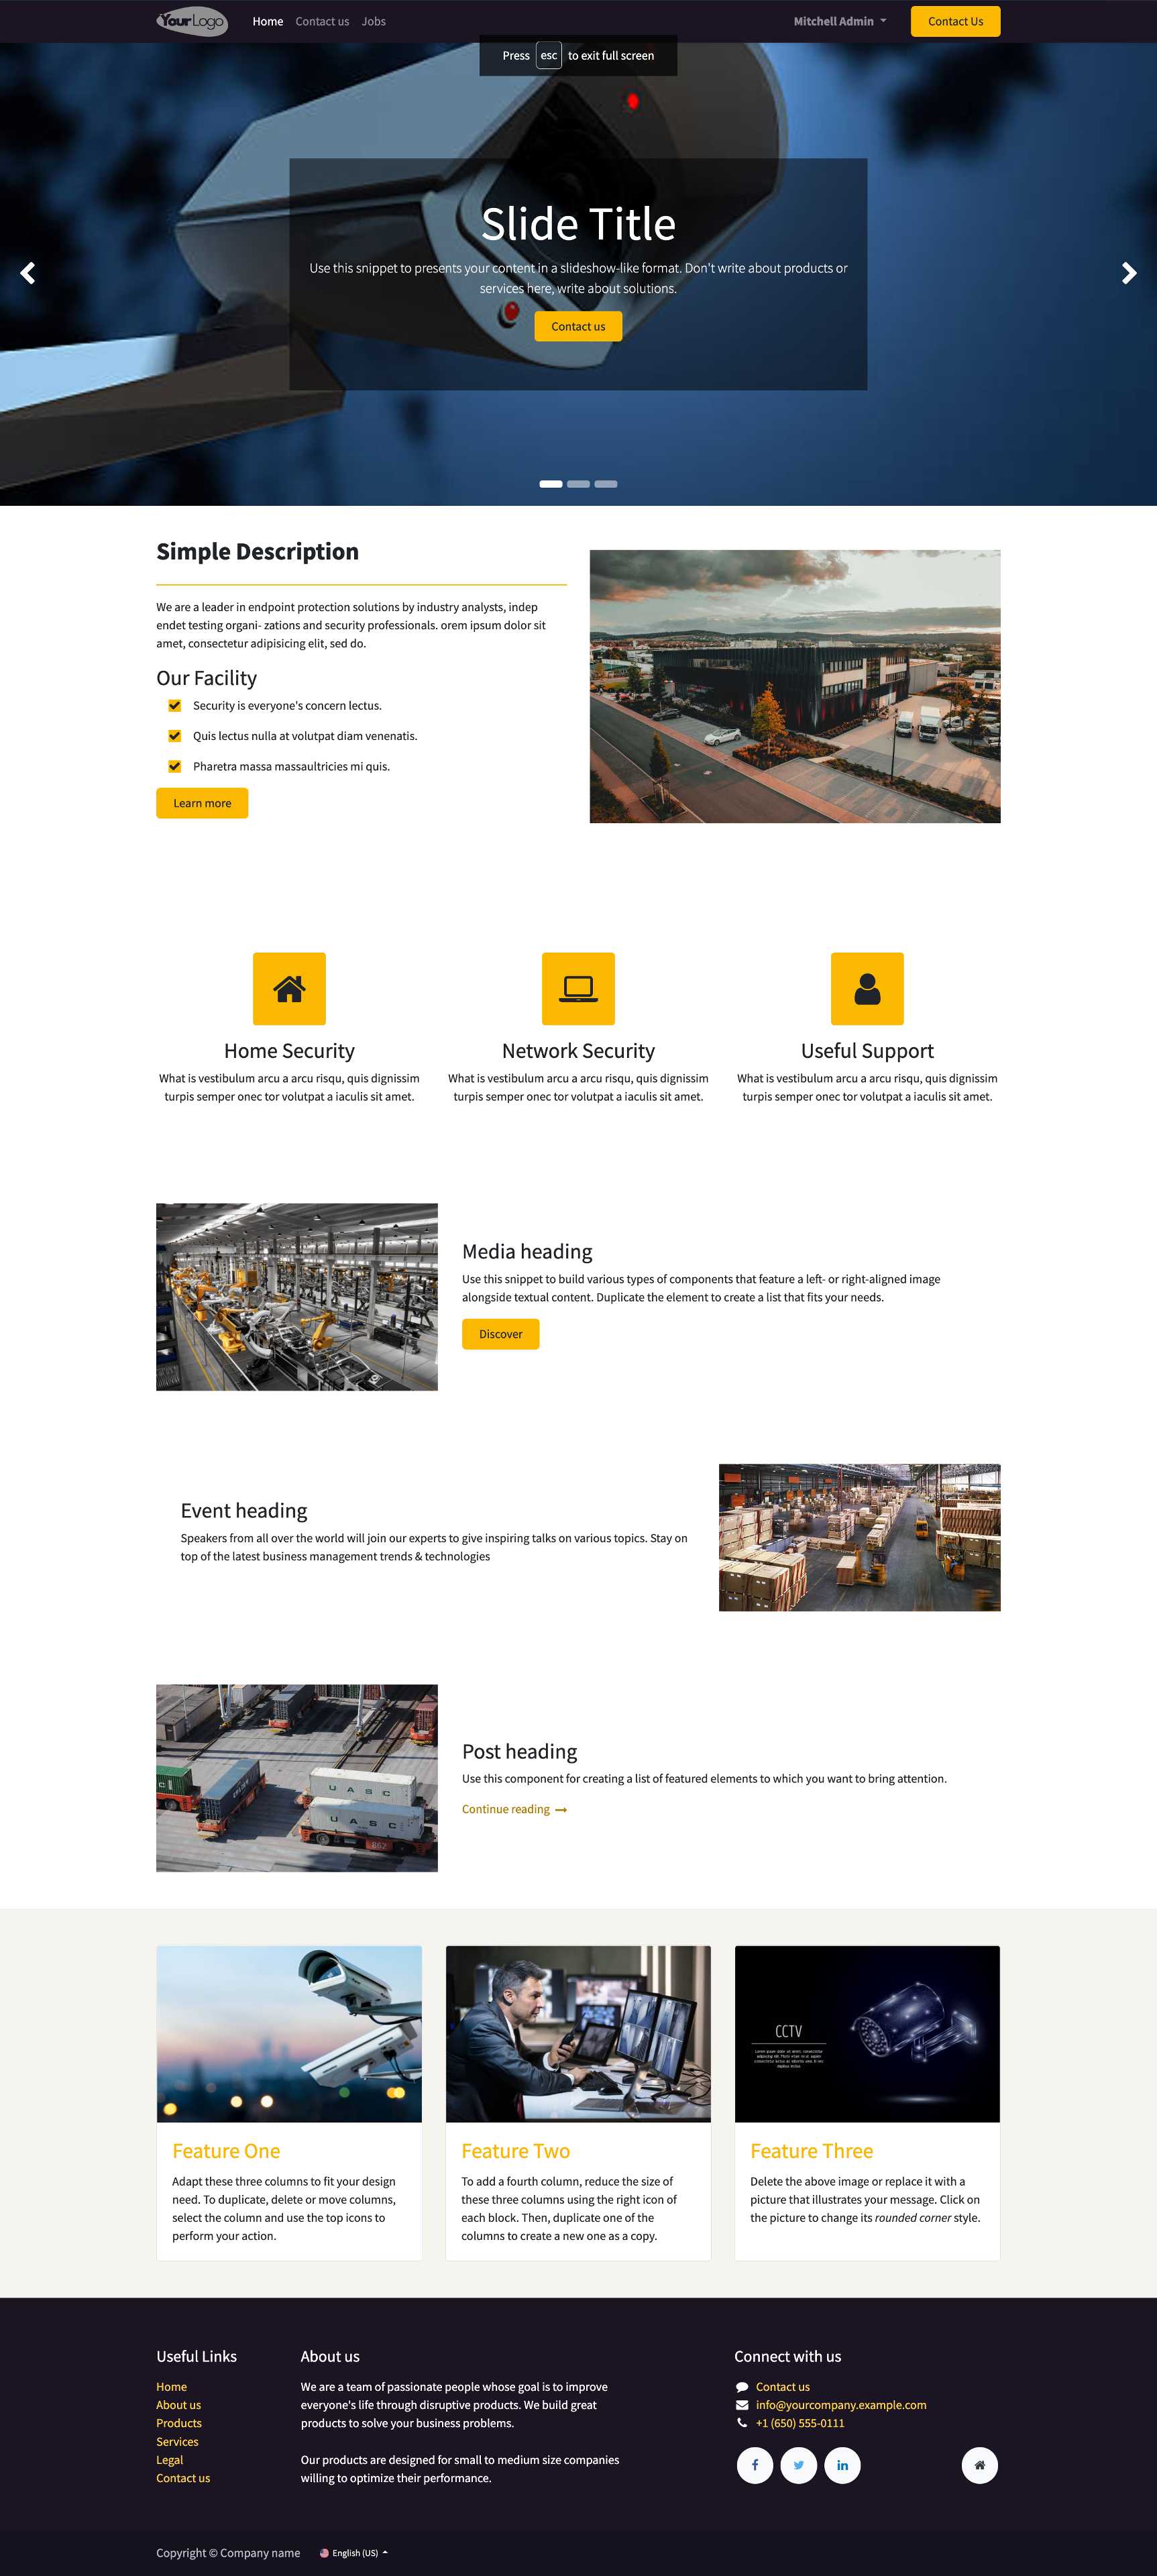 YourLogo
Home
Contact us
Jobs
Mitchell Admin
Contact Us
Press esc to exit full screen
Slide Title
Use this snippet to presents your content in a slideshow-like format. Don't write about products or
services here, write about solutions.
Contact us
Simple Description
We are a leader in endpoint protection solutions by industry analysts, indep
endet testing organi- zations and security professionals. orem ipsum dolor sit
amet, consectetur adipisicing elit, sed do.
Our Facility
Security is everyone's concern lectus.
Quis lectus nulla at volutpat diam venenatis.
Pharetra massa massaultricies mi quis.
Learn more
Home Security
What is vestibulum arcu a arcu risqu, quis dignissim
turpis semper onec tor volutpat a iaculis sit amet.
Network Security
What is vestibulum arcu a arcu risqu, quis dignissim
turpis semper onec tor volutpat a iaculis sit amet.
Useful Support
What is vestibulum arcu a arcu risqu, quis dignissim
turpis semper onec tor volutpat a iaculis sit amet.
Media heading
Use this snippet to build various types of components that feature a left- or right-aligned image
alongside textual content. Duplicate the element to create a list that fits your needs.
Discover
Event heading
Speakers from all over the world will join our experts to give inspiring talks on various topics. Stay on
top of the latest business management trends & technologies
UASC
UASC
862
Post heading
Use this component for creating a list of featured elements to which you want to bring attention.
Continue reading
CCTV
Feature One
Adapt these three columns to fit your design
need. To duplicate, delete or move columns,
select the column and use the top icons to
perform your action.
Feature Two
To add a fourth column, reduce the size of
these three columns using the right icon of
each block. Then, duplicate one of the
columns to create a new one as a copy.
Feature Three
Delete the above image or replace it with a
picture that illustrates your message. Click on
the picture to change its rounded corner style.
Useful Links
Home
About us
Products
Services
Legal
Contact us
About us
We are a team of passionate people whose goal is to improve
everyone's life through disruptive products. We build great
products to solve your business problems.
Our products are designed for small to medium size companies
willing to optimize their performance.
Connect with us
Contact us
info@yourcompany.example.com
+1 (650) 555-0111
Copyright © Company name
English (US)